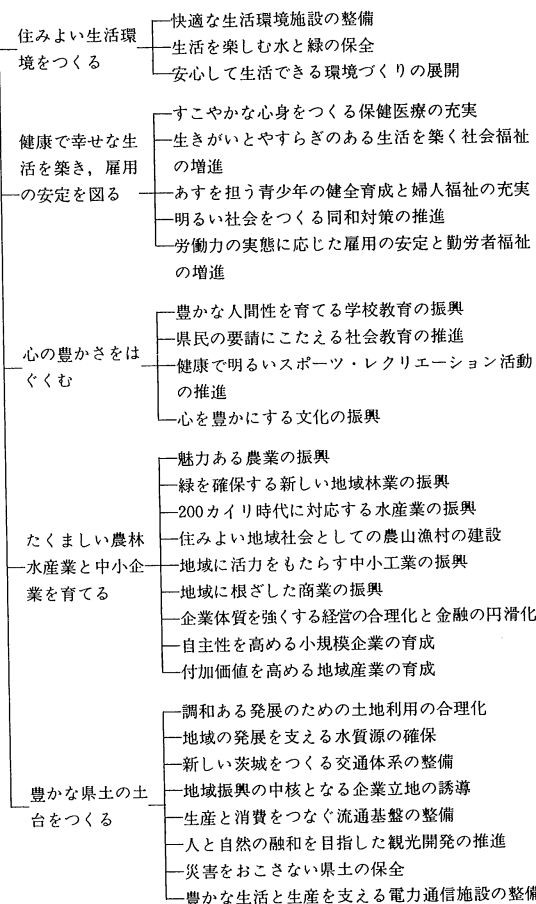 住みよい生活環
境をつくる
快適な生活環境施設の整備
生活を楽しむ水と緑の保全
安心して生活できる環境づくりの展開
健康で幸せな生
活を築き，雇用
の安定を図る
すこやかな心身をつくる保健医療の充実
生きがいとやすらぎのある生活を築く社会福祉
の増進
あすを担う青少年の健全育成と婦人福祉の充実
明るい社会をつくる同和対策の推進
労働力の実態に応じた雇用の安定と勤労者福祉
の増進
心の豊かさをは
ぐくむ
豊かな人間性を育てる学校教育の振興
県民の要請にこたえる社会教育の推進
健康で明るいスポーツ・レクリエーション活動
の推進
心を豊かにする文化の振興
たくましい農林
水産業と中小企
業を育てる
魅力ある農業の振興
緑を確保する新しい地域林業の振興
200カイリ時代に対応する水産業の振興
住みよい地域社会としての農山漁村の建設
地域に活力をもたらす中小工業の振興
地域に根ざした商業の振興
企業体質を強くする経営の合理化と金融の円滑化
自主性を高める小規模企業の育成
付加価値を高める地域産業の育成
豊かな県土の土
台をつくる
調和ある発展のための土地利用の合理化
地域の発展を支える水質源の確保
新しい茨城をつくる交通体系の整備
地域振興の中核となる企業立地の誘導
生産と消費をつなぐ流通基盤の整備
人と自然の融和を目指した観光開発の推進
災害をおこさない県土の保全
豊かな生活と生産を支える電力通信施設の整備